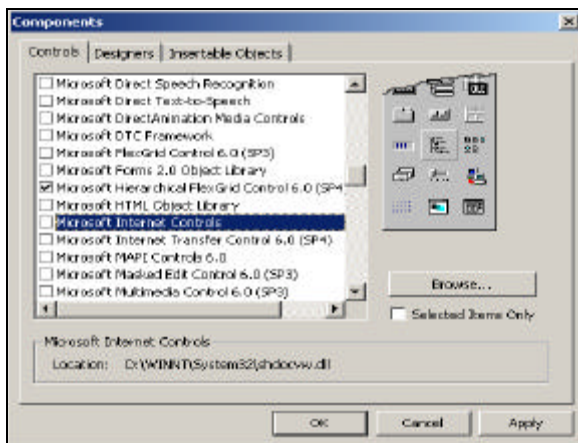 Components
Controls Designers Insertable Objects
Microsoft Direct Speech Recognition
Microsoft Direct Text-to-Speech
Microsoft DirectAnimation Media Controls
Microsoft DTC Framework
Microsoft FlexGrid Control 6.0 (SP3)
Microsoft Forms 2.0 Object Library
Microsoft Hierarchical FlexGrid Control 6.0 (SP4
Microsoft HTML Object Library
Microsoft Internet Controls
Microsoft Internet Transfer Control 6.0 (SP4)
Microsoft MAPI Controls 6.0
Microsoft Masked Edit Control 6.0 (SP3)
Microsoft Multimedia Control 6.0 (SP3)
Browse...
Selected Items Only
Microsoft Internet Controls
Location: D:\WINNT\System32\shdocvw.dll
OK Cancel Apply